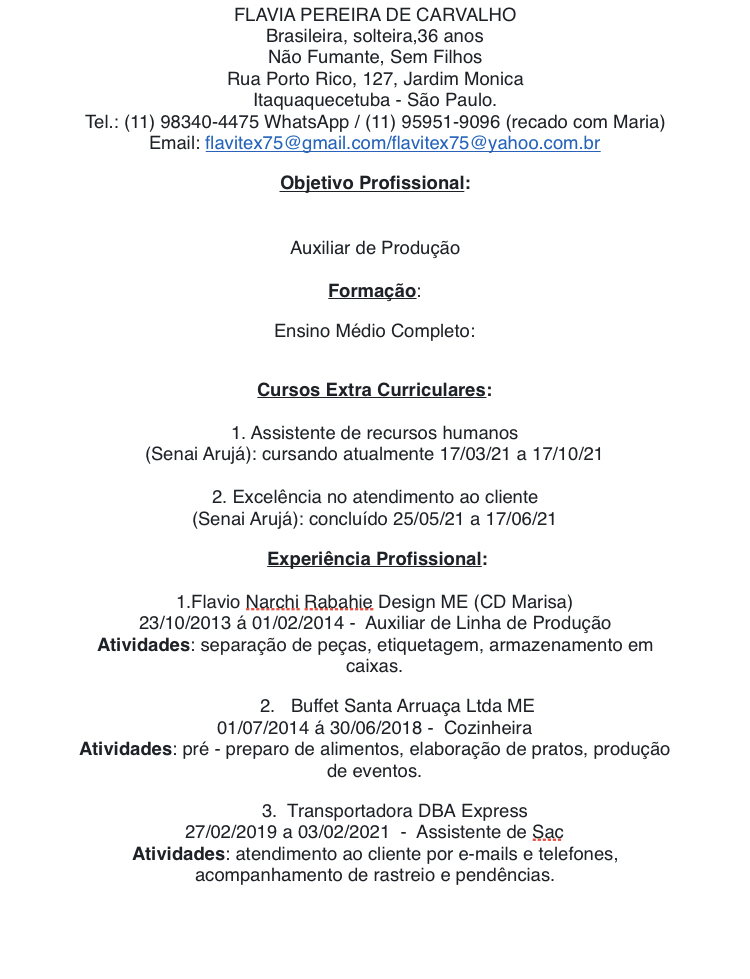 FLAVIA PEREIRA DE CARVALHO
Brasileira, solteira,36 anos
Não Fumante, Sem Filhos
Rua Porto Rico, 127, Jardim Monica
Itaquaquecetuba - São Paulo.
Tel.: (11) 98340-4475 WhatsApp / (11) 95951-9096 (recado com Maria)
Email: flavitex75@gmail.com/flavitex75@yahoo.com.br
Objetivo Profissional:
Auxiliar de Produção
Formação:
Ensino Médio Completo:
Cursos Extra Curriculares:
1. Assistente de recursos humanos
(Senai Arujá): cursando atualmente 17/03/21 a 17/10/21
2. Excelência no atendimento ao cliente
(Senai Arujá): concluído 25/05/21 a 17/06/21
Experiência Profissional:
1.Flavio Narchi Rabahie Design ME (CD Marisa)
23/10/2013 á 01/02/2014 - Auxiliar de Linha de Produção
Atividades: separação de peças, etiquetagem, armazenamento em
caixas.
2. Buffet Santa Arruaça Ltda ME
01/07/2014 á 30/06/2018 - Cozinheira
Atividades: pré - preparo de alimentos, elaboração de pratos, produção
de eventos.
3. Transportadora DBA Express
27/02/2019 a 03/02/2021 - Assistente de Sac
Atividades: atendimento ao cliente por e-mails e telefones,
acompanhamento de rastreio e pendências.